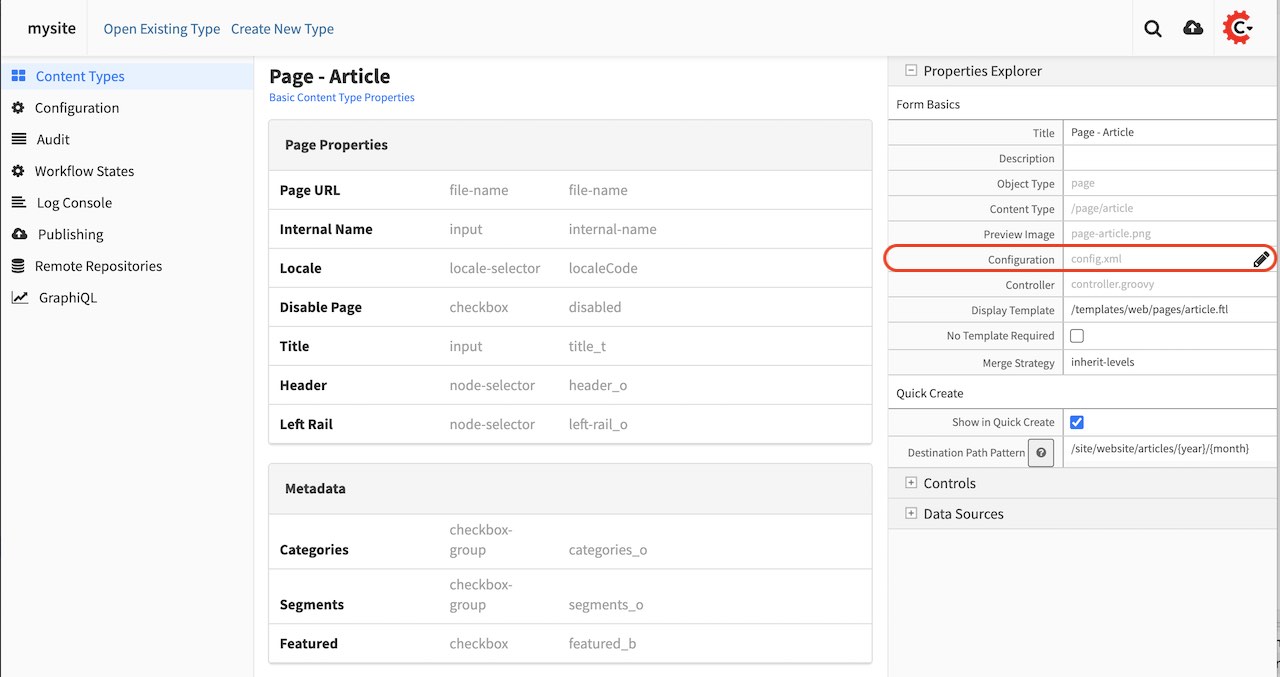 mysite
Open Existing Type Create New Type
C
Content Types
Configuration
Audit
Workflow States
Log Console
Publishing
Remote Repositories
GraphiQL
Page - Article
Basic Content Type Properties
Page Properties
Page URL file-name file-name
Internal Name input internal-name
Locale locale-selector localeCode
Disable Page checkbox disabled
Title input title_t
Header node-selector header_o
Left Rail node-selector left-rail_o
Metadata
checkbox-
Categories group categories_o
checkbox-
Segments group segments_o
Featured checkbox featured_b
Properties Explorer
Form Basics
Title Page - Article
Description
Object Type page
Content Type /page/article
Preview Image page-article.png
Configuration config.xml
Controller controller.groovy
Display Template /templates/web/pages/article.ftl
No Template Required
Merge Strategy inherit-levels
Quick Create
Show in Quick Create
Destination Path Pattern ? /site/website/articles/{year}/{month}
Controls
Data Sources